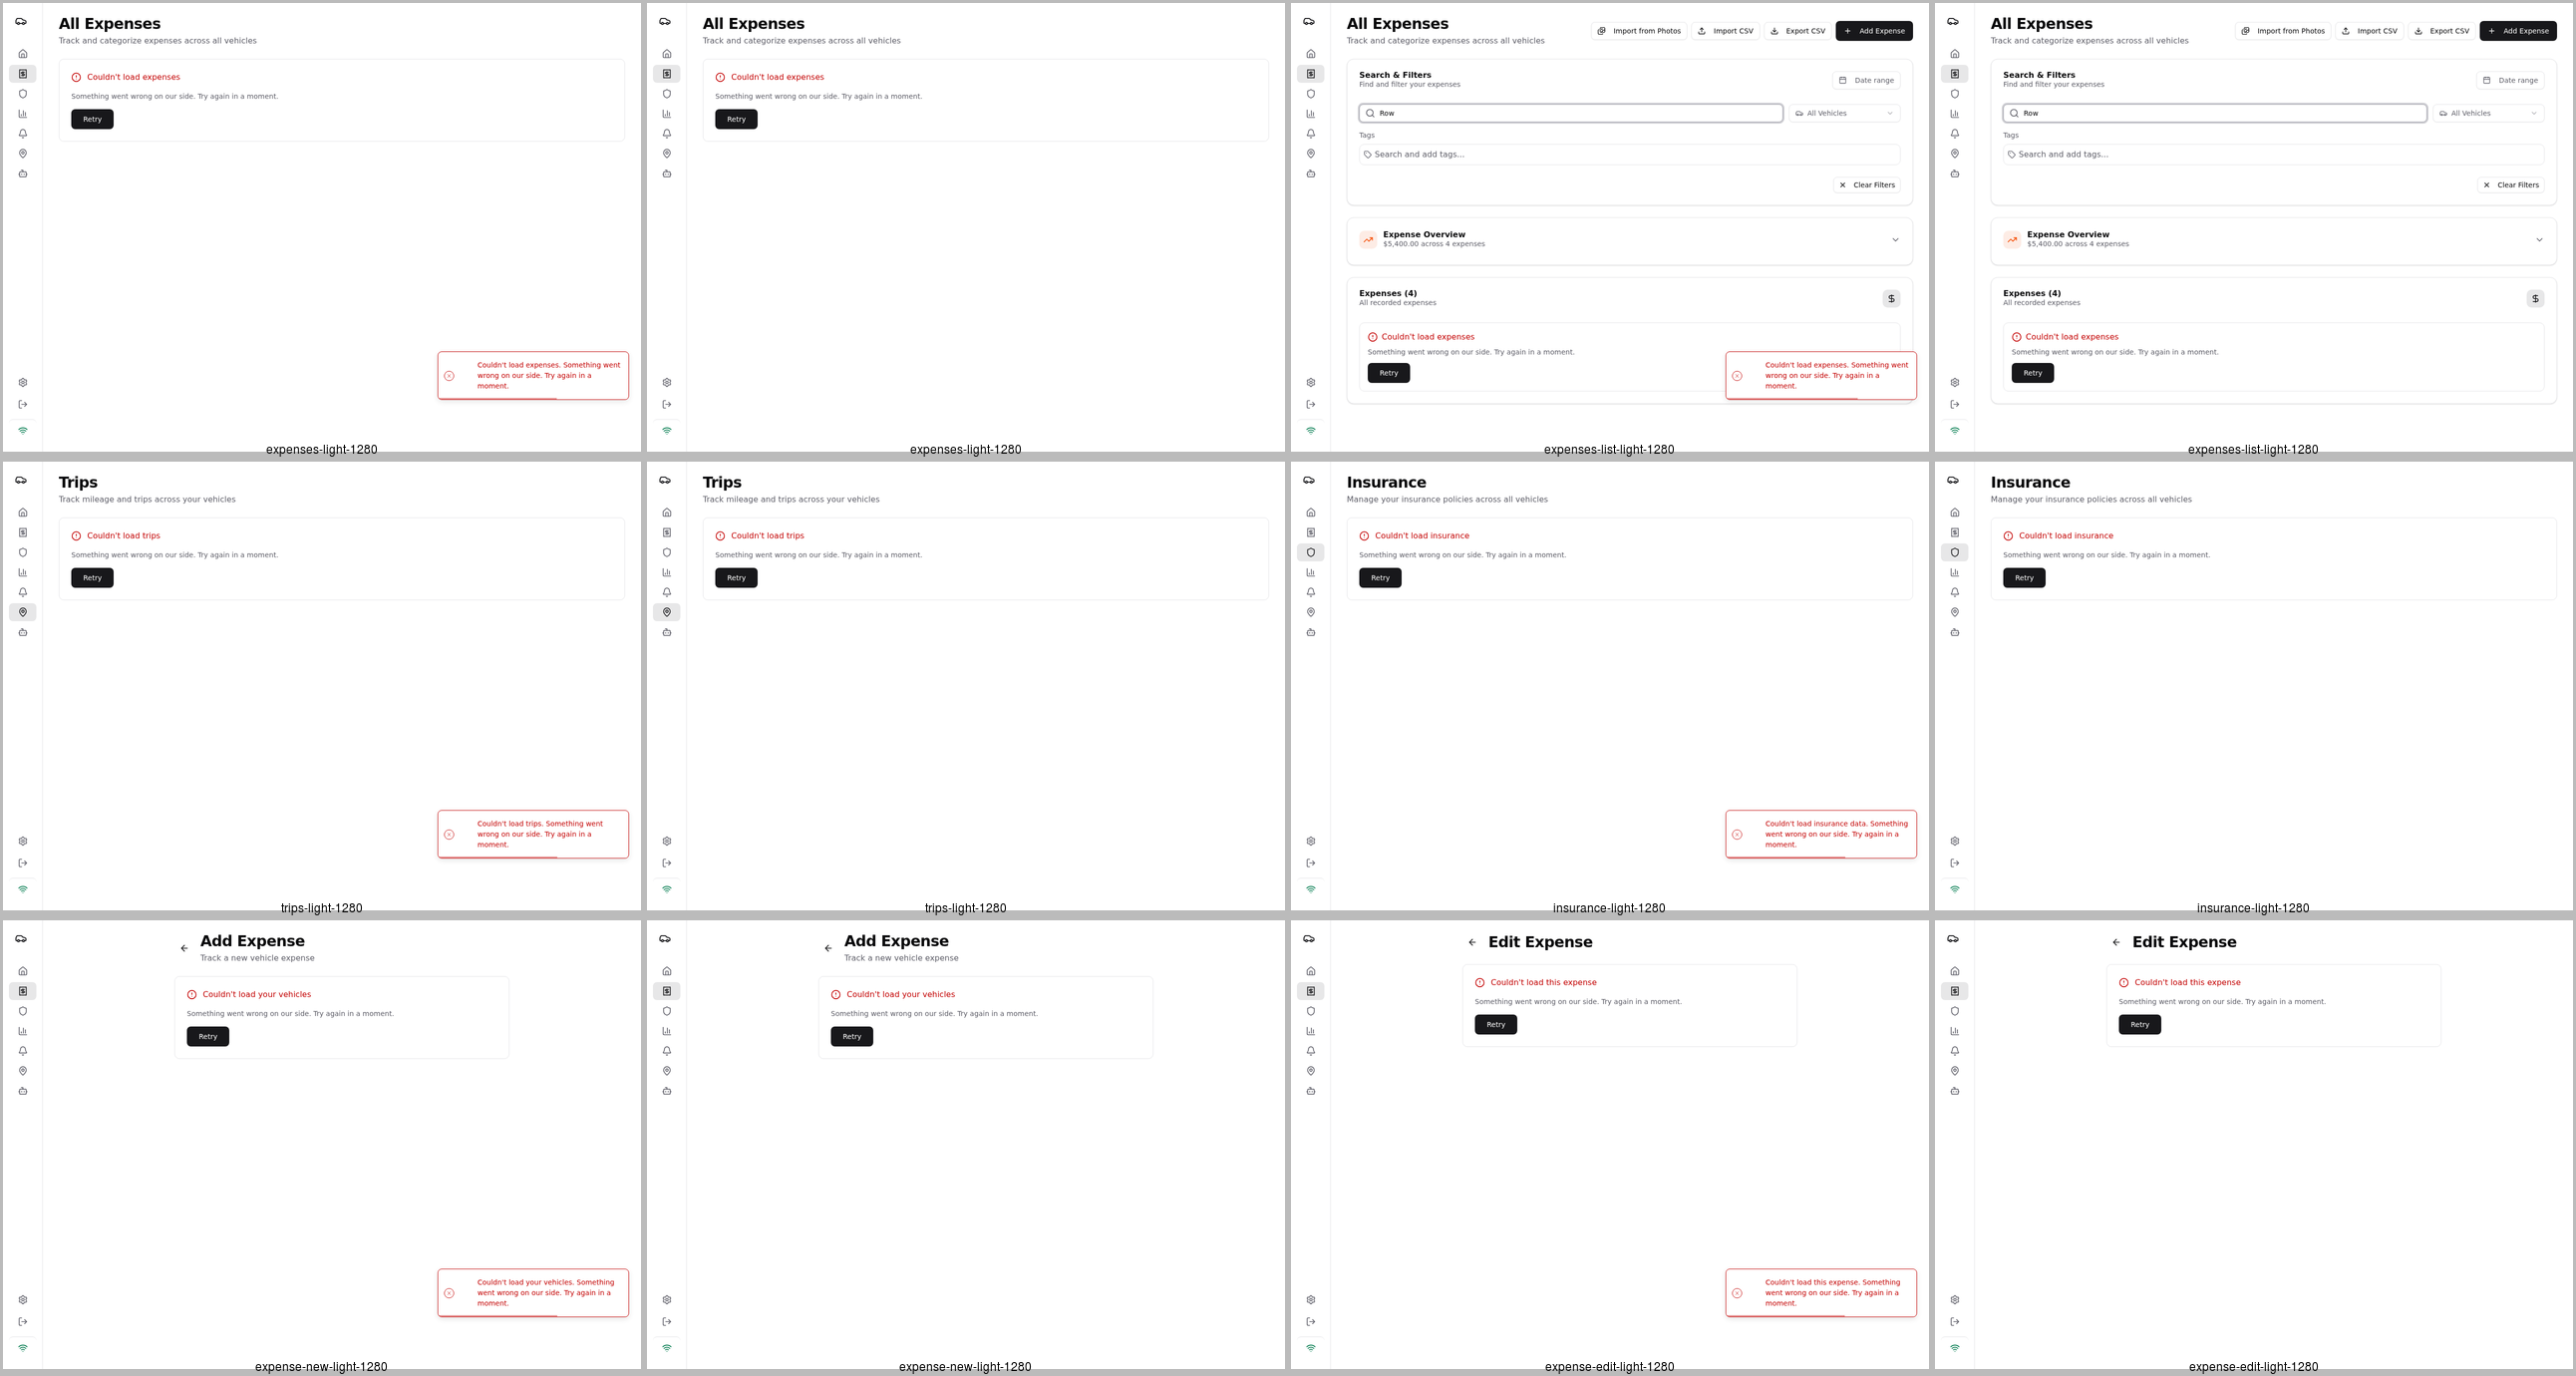 All Expenses
Track and categorize expenses across all vehicles
Couldn't load expenses
Something went wrong on our side. Try again in a moment.
Retry
Couldn't load expenses. Something went
wrong on our side. Try again in a
moment.
expenses-light-1280
All Expenses
Track and categorize expenses across all vehicles
Couldn't load expenses
Something went wrong on our side. Try again in a moment.
Retry
expenses-light-1280
All Expenses
Track and categorize expenses across all vehicles
Import from Photos
Import CSV
Export CSV
Add Expense
Search & Filters
Find and filter your expenses
Date range
Row
All Vehicles
Tags
Search and add tags...
Clear Filters
Expense Overview
$5,400.00 across 4 expenses
Expenses (4)
All recorded expenses
Couldn't load expenses
Something went wrong on our side. Try again in a moment.
Retry
Couldn't load expenses. Something went
wrong on our side. Try again in a
moment.
expenses-list-light-1280
All Expenses
Track and categorize expenses across all vehicles
Import from Photos
Import CSV
Export CSV
Add Expense
Search & Filters
Find and filter your expenses
Date range
Row
All Vehicles
Tags
Search and add tags...
Clear Filters
Expense Overview
$5,400.00 across 4 expenses
Expenses (4)
All recorded expenses
Couldn't load expenses
Something went wrong on our side. Try again in a moment.
Retry
expenses-list-light-1280
Trips
Track mileage and trips across your vehicles
Couldn't load trips
Something went wrong on our side. Try again in a moment.
Retry
Couldn't load trips. Something went
wrong on our side. Try again in a
moment.
trips-light-1280
Trips
Track mileage and trips across your vehicles
Couldn't load trips
Something went wrong on our side. Try again in a moment.
Retry
trips-light-1280
Insurance
Manage your insurance policies across all vehicles
Couldn't load insurance
Something went wrong on our side. Try again in a moment.
Retry
Couldn't load insurance data. Something
went wrong on our side. Try again in a
moment.
insurance-light-1280
Insurance
Manage your insurance policies across all vehicles
Couldn't load insurance
Something went wrong on our side. Try again in a moment.
Retry
insurance-light-1280
Add Expense
Track a new vehicle expense
Couldn't load your vehicles
Something went wrong on our side. Try again in a moment.
Retry
Couldn't load your vehicles. Something
went wrong on our side. Try again in a
moment.
expense-new-light-1280
Add Expense
Track a new vehicle expense
Couldn't load your vehicles
Something went wrong on our side. Try again in a moment.
Retry
expense-new-light-1280
Edit Expense
Couldn't load this expense
Something went wrong on our side. Try again in a moment.
Retry
Couldn't load this expense. Something
went wrong on our side. Try again in a
moment.
expense-edit-light-1280
Edit Expense
Couldn't load this expense
Something went wrong on our side. Try again in a moment.
Retry
expense-edit-light-1280